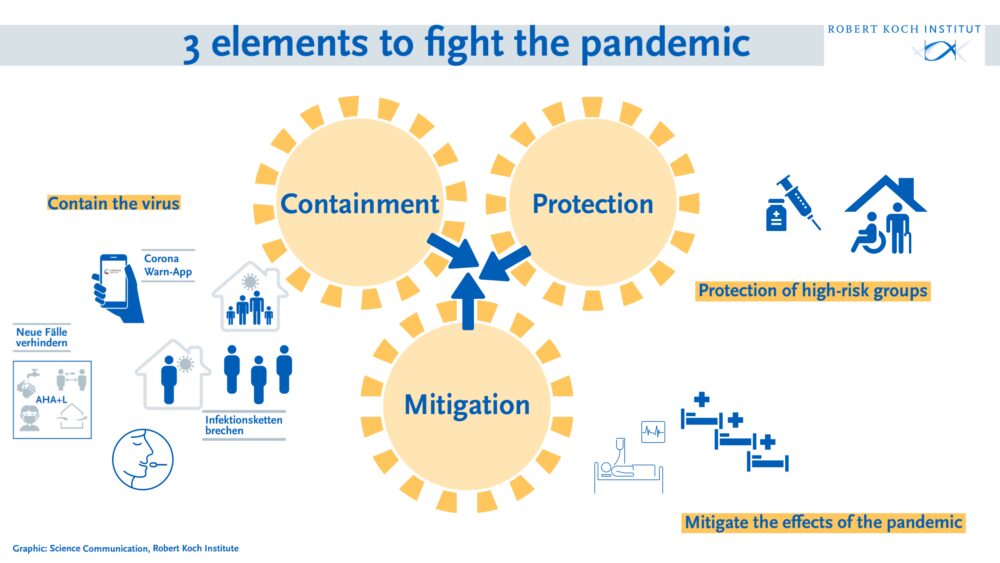 3 elements to fight the pandemic
ROBERT KOCH INSTITUT
Containment
Protection
Contain the virus
Corona
Warn-App
Protection of high-risk groups
Neue Fälle
verhindern
AHA+L
Mitigation
Infektionsketten
brechen
Mitigate the effects of the pandemic
Graphic: Science Communication, Robert Koch Institute